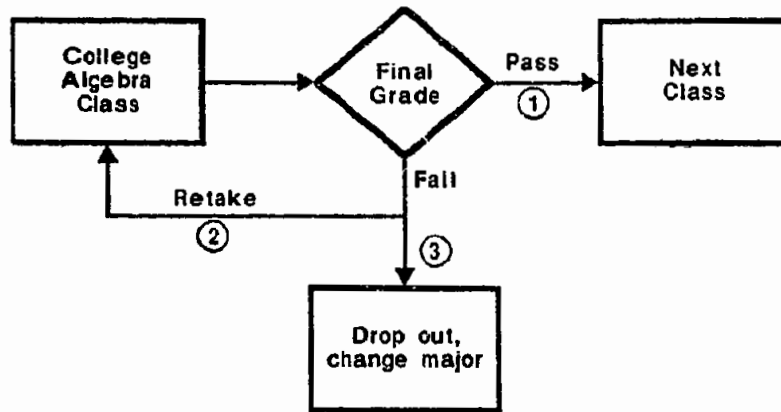 College
Algebra
Class
Final
Grade
Pass
①
Next
Class
Fail
Retake
②
③
Drop out,
change major